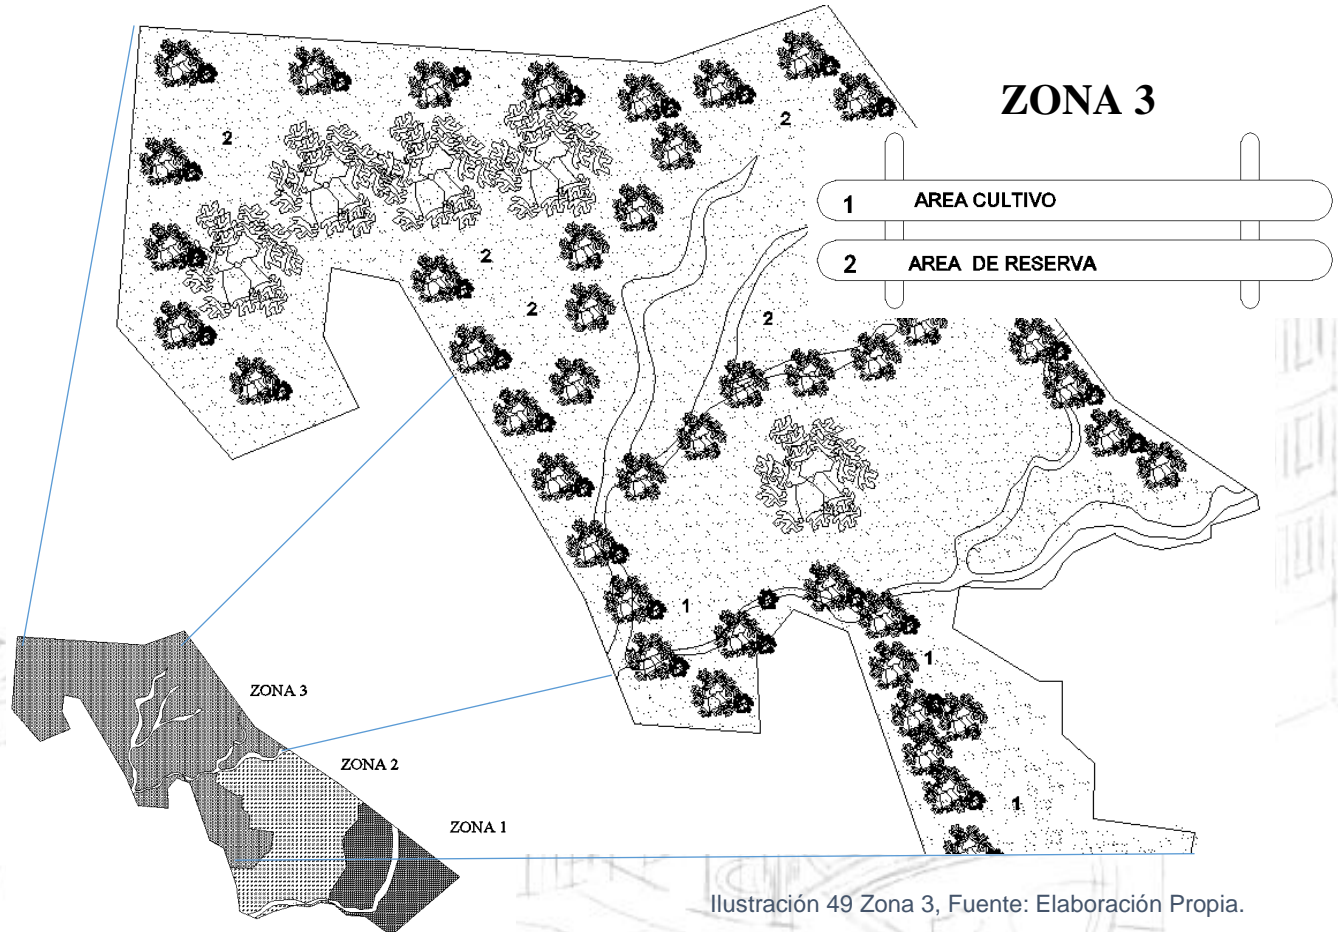 ZONA 3
1 AREA CULTIVO
2 AREA DE RESERVA
2
2
2
2
2
1
1
1
ZONA 3
ZONA 2
ZONA 1
Ilustración 49 Zona 3, Fuente: Elaboración Propia.